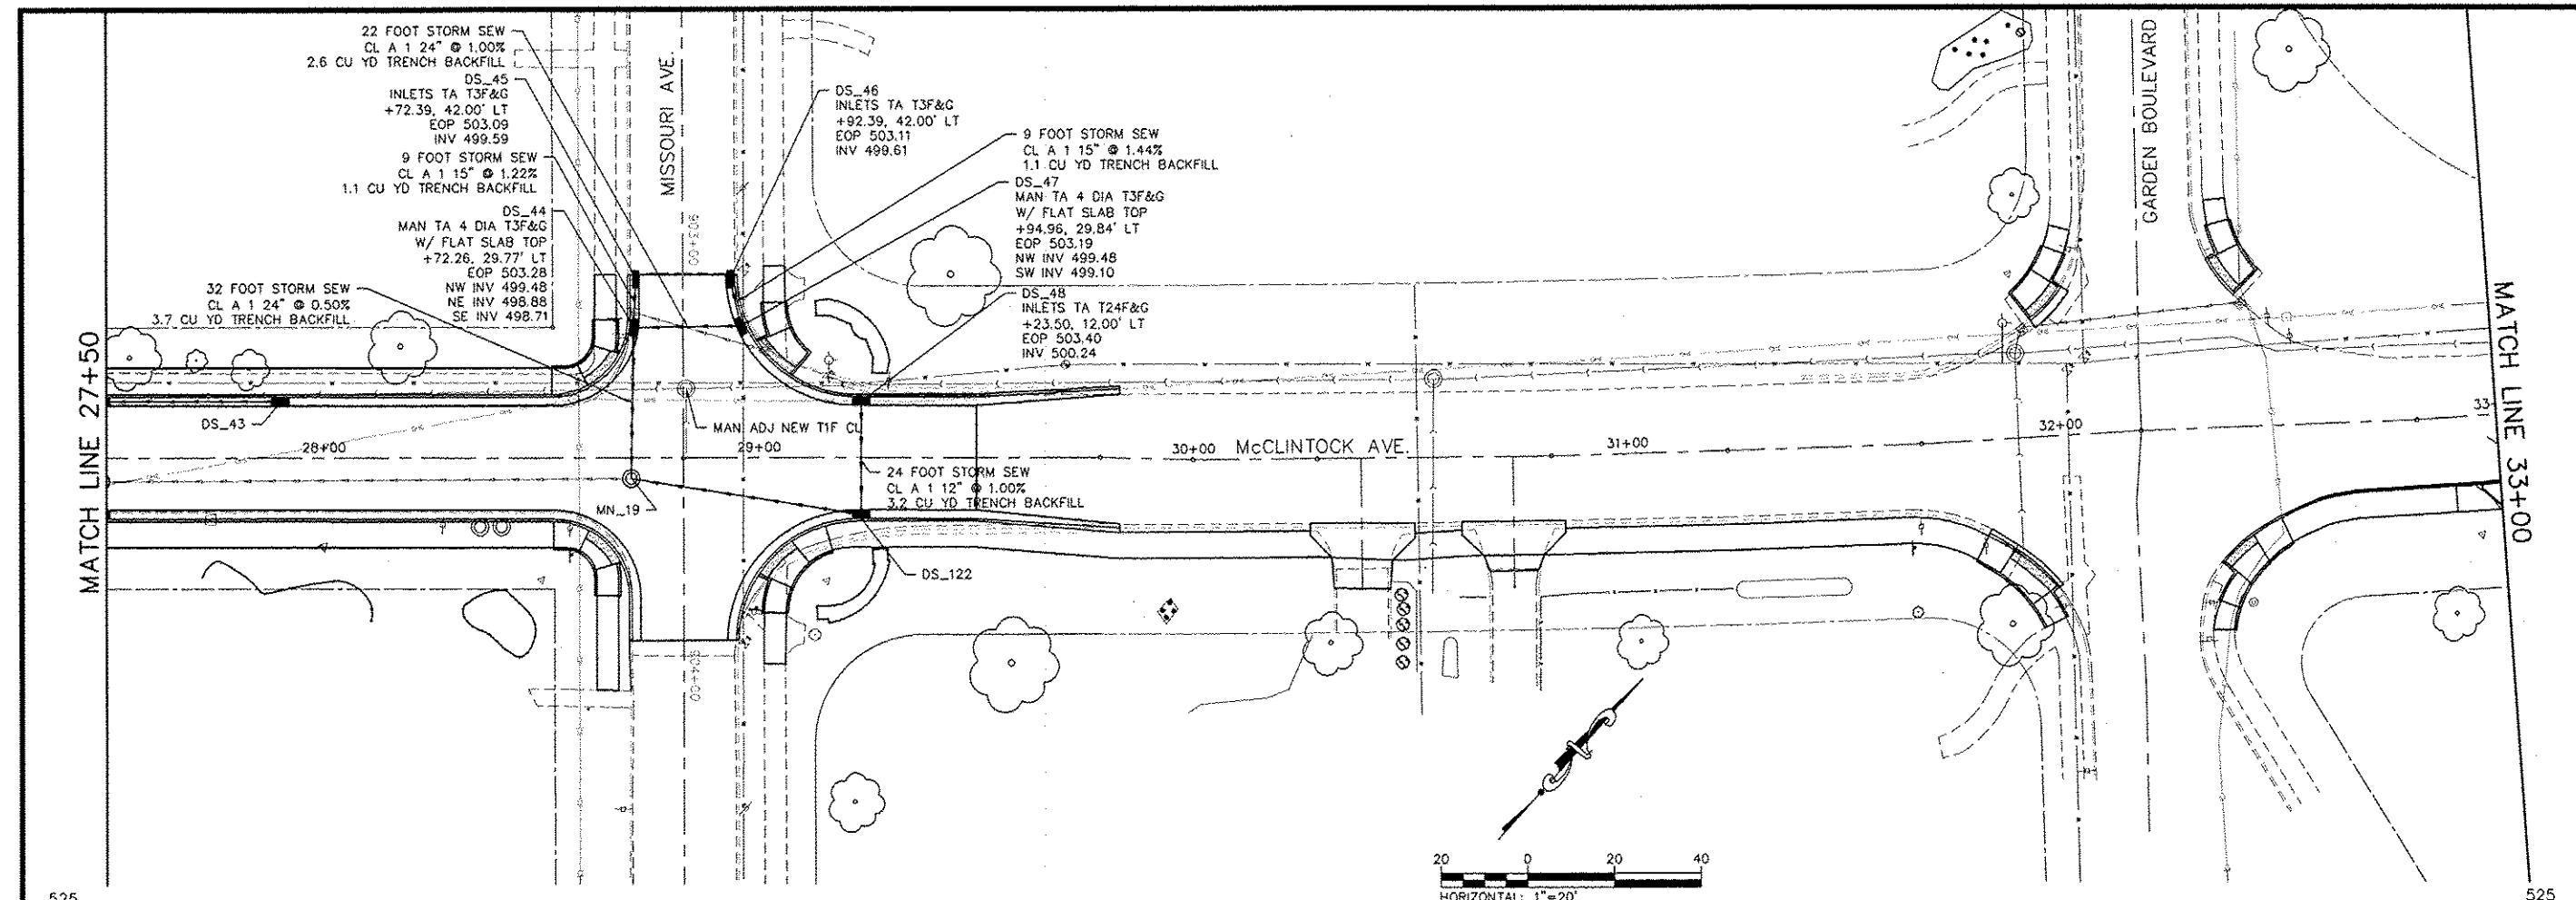 22 FOOT STORM SEW
CL A 1 24" @ 1.00%
2.6 CU YD TRENCH BACKFILL
DS_45
INLETS TA T3F&G
+72.39, 42.00' LT
EOP 503.09
INV 499.59
9 FOOT STORM SEW
CL A 1 15" @ 1.22%
1.1 CU YD TRENCH BACKFILL
DS_44
MAN TA 4 DIA T3F&G
W/ FLAT SLAB TOP
+72.26, 29.77' LT
EOP 503.28
NW INV 499.48
NE INV 498.88
SE INV 498.71
32 FOOT STORM SEW
CL A 1 24" @ 0.50%
3.7 CU YD TRENCH BACKFILL
MISSOURI AVE.
903+00
DS_46
INLETS TA T3F&G
+92.39, 42.00' LT
EOP 503.11
INV 499.61
9 FOOT STORM SEW
CL A 1 15" @ 1.44%
1.1 CU YD TRENCH BACKFILL
DS_47
MAN TA 4 DIA T3F&G
W/ FLAT SLAB TOP
+94.96, 29.84' LT
EOP 503.19
NW INV 499.48
SW INV 499.10
DS_48
INLETS TA T24F&G
+23.50, 12.00' LT
EOP 503.40
INV 500.24
GARDEN BOULEVARD
MATCH LINE 27+50
MATCH LINE 33+00
DS_43
MAN ADJ NEW T1F CL
28+00
29+00
30+00
McCLINTOCK AVE.
31+00
32+00
33
24 FOOT STORM SEW
CL A 1 12" @ 1.00%
3.2 CU YD TRENCH BACKFILL
MN_19
DS_122
904+00
20 0 20 40
HORIZONTAL: 1"=20'
525
525